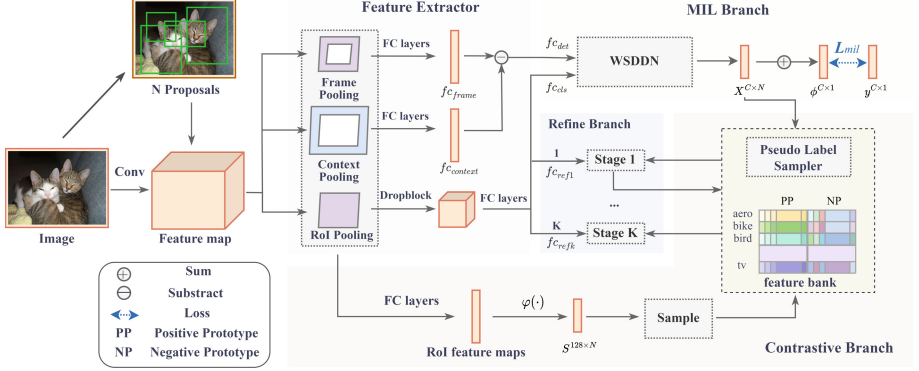 Feature Extractor
MIL Branch
N Proposals
Frame
Pooling
FC layers
fc_frame
fc_det
fc_cls
WSDDN
X^{C×N}
L_mil
ϕ^{C×1}
y^{C×1}
Context
Pooling
FC layers
fc_context
Refine Branch
1
fc_ref1
Stage 1
...
K
fc_refk
Stage K
Pseudo Label
Sampler
PP
NP
aero
bike
bird
tv
feature bank
Image
Conv
Feature map
RoI Pooling
Dropblock
FC layers
Sum
Substract
Loss
PP Positive Prototype
NP Negative Prototype
FC layers
RoI feature maps
φ(·)
S^{128×N}
Sample
Contrastive Branch